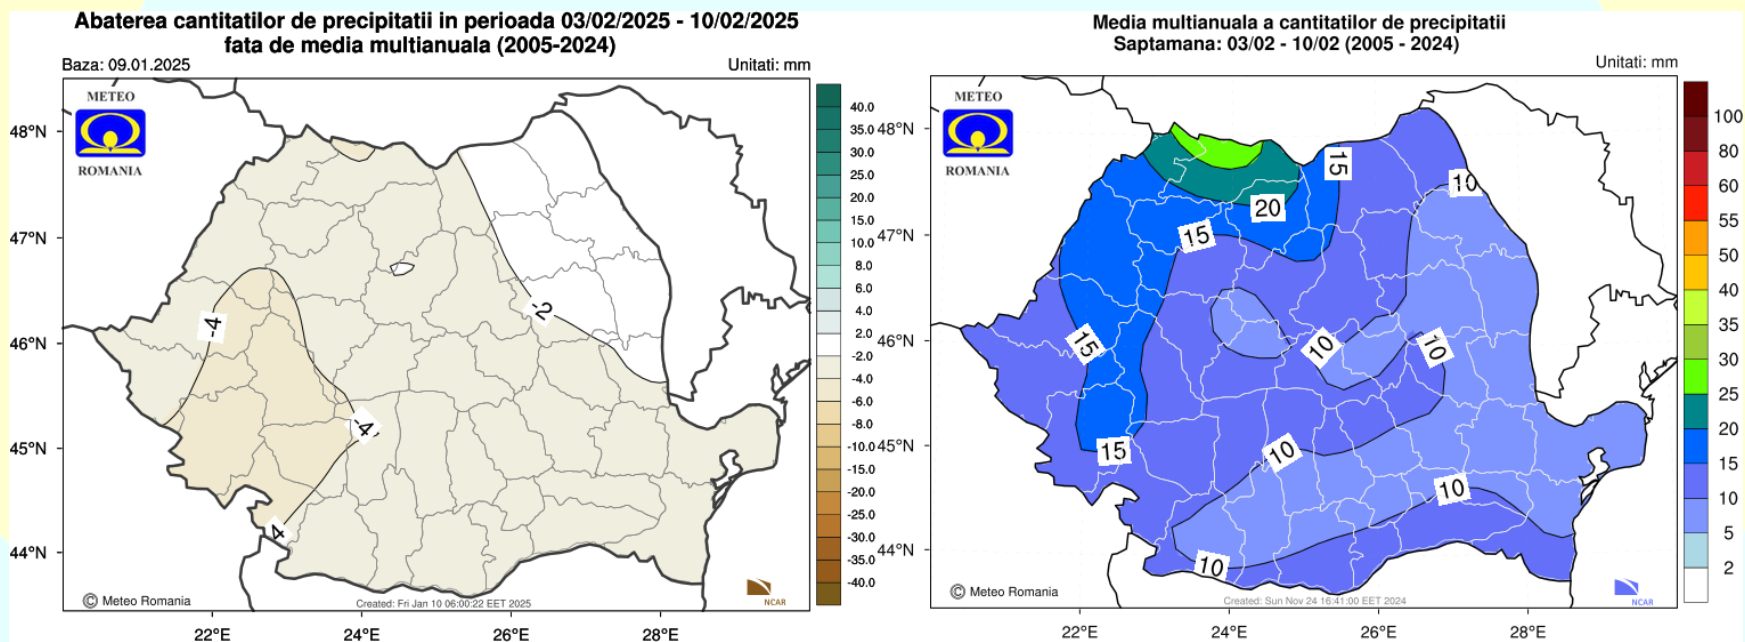 Abaterea cantitatilor de precipitatii in perioada 03/02/2025 - 10/02/2025
fata de media multianuala (2005-2024)
Baza: 09.01.2025
Unitati: mm
METEO
ROMANIA
48°N
47°N
46°N
45°N
44°N
22°E
24°E
26°E
28°E
-4
-2
-4
4
40.0
35.0
30.0
25.0
20.0
15.0
10.0
8.0
6.0
4.0
2.0
-2.0
-4.0
-6.0
-8.0
-10.0
-15.0
-20.0
-25.0
-30.0
-35.0
-40.0
© Meteo Romania
Created: Fri Jan 10 06:00:22 EET 2025
NCAR
Media multianuala a cantitatilor de precipitatii
Saptamana: 03/02 - 10/02 (2005 - 2024)
Unitati: mm
METEO
ROMANIA
48°N
47°N
46°N
45°N
44°N
22°E
24°E
26°E
28°E
15
10
20
15
15
10
10
15
10
10
10
100
80
60
55
50
40
35
30
25
20
15
10
5
2
© Meteo Romania
Created: Sun Nov 24 16:41:00 EET 2024
NCAR